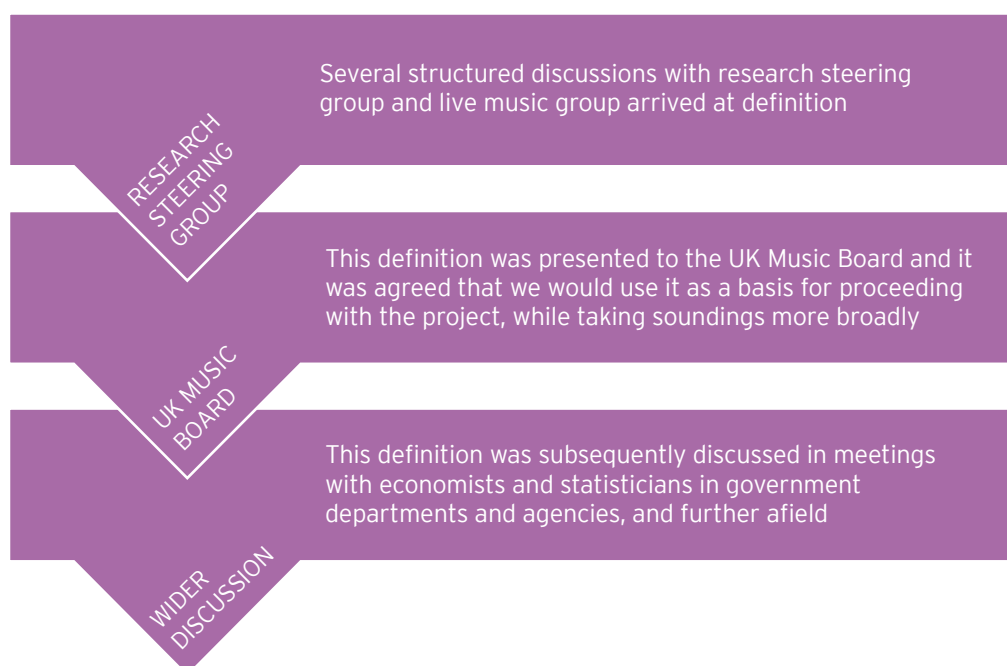 Several structured discussions with research steering
group and live music group arrived at definition
RESEARCH
STEERING
GROUP
This definition was presented to the UK Music Board and it
was agreed that we would use it as a basis for proceeding
with the project, while taking soundings more broadly
UK MUSIC
BOARD
This definition was subsequently discussed in meetings
with economists and statisticians in government
departments and agencies, and further afield
WIDER
DISCUSSION